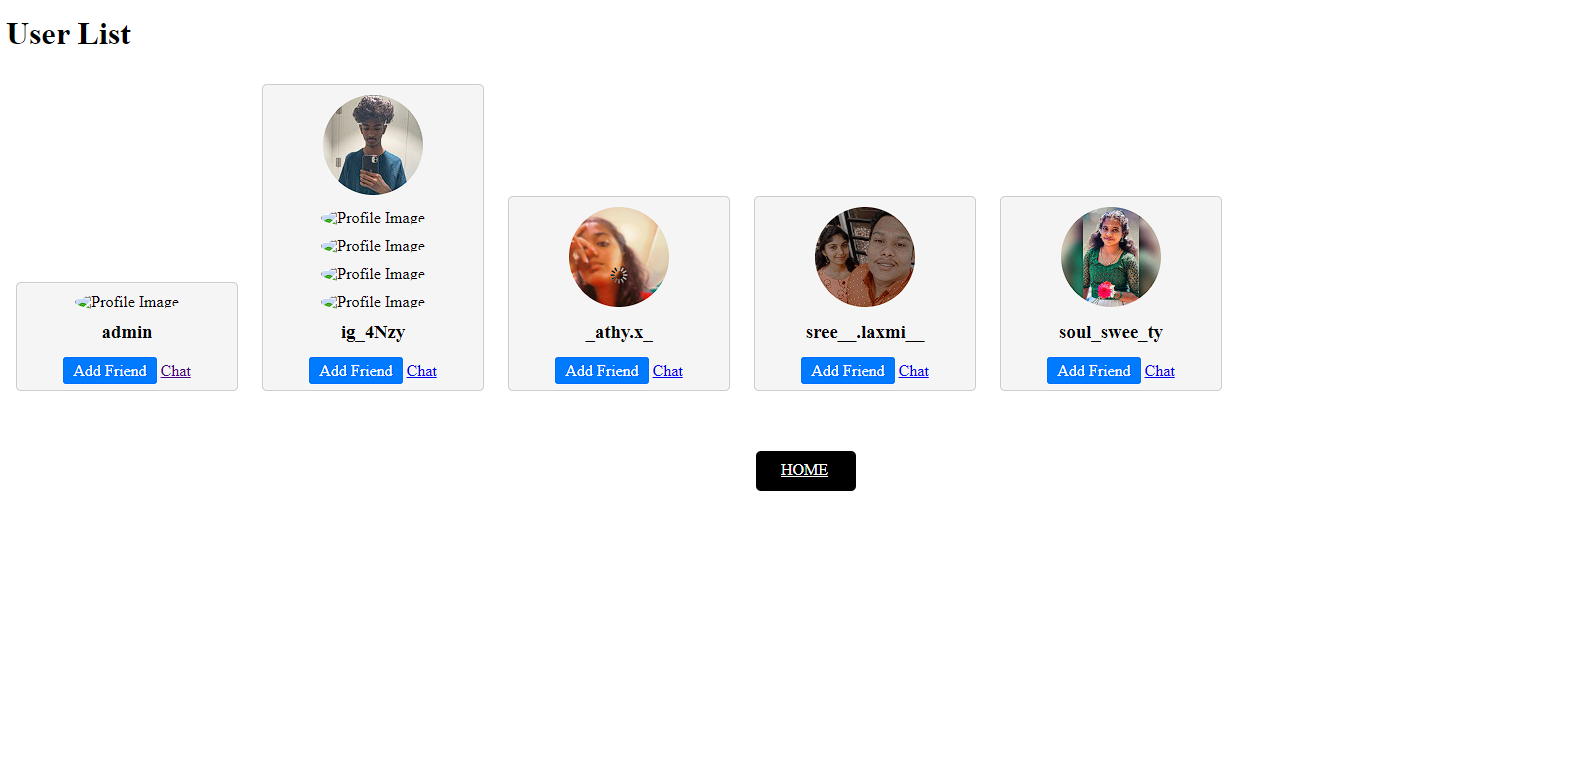 User List
Profile Image
admin
Add Friend Chat
Profile Image
Profile Image
Profile Image
Profile Image
ig_4Nzy
Add Friend Chat
_athy.x_
Add Friend Chat
sree__.laxmi__
Add Friend Chat
soul_swee_ty
Add Friend Chat
HOME